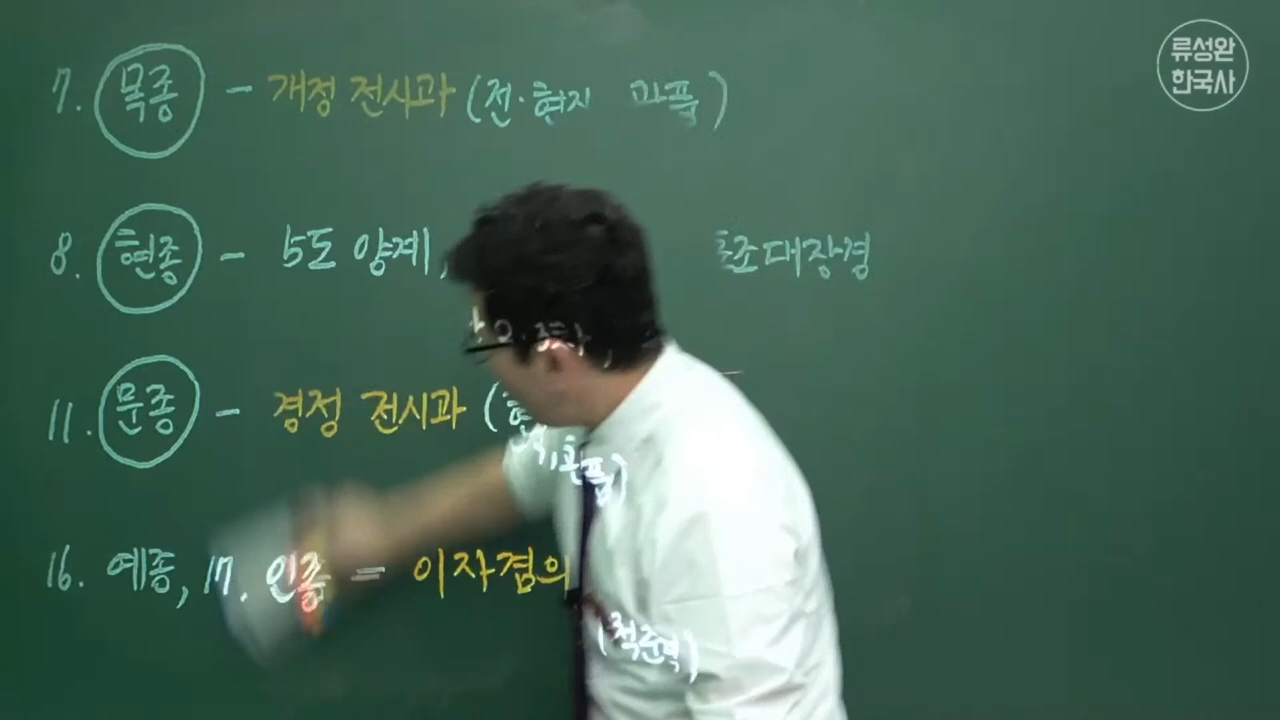 류성완
한국사
7. 목종 - 개정 전시과 (전·현직 과품)
8. 현종 - 5도 양계, 초조대장경
11. 문종 - 경정 전시과 (현
16. 예종, 17. 인종 = 이자겸의
(척준경)